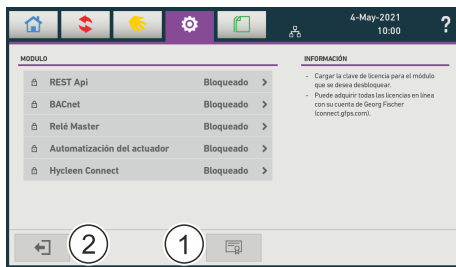 4-May-2021
10:00
?
MODULO
REST Api Bloqueado >
BACnet Bloqueado >
Relé Master Bloqueado >
Automatización del actuador Bloqueado >
Hycleen Connect Bloqueado >
INFORMACIÓN
- Cargar la clave de licencia para el módulo
que se desea desbloquear.
- Puede adquirir todas las licencias en línea
con su cuenta de Georg Fischer
(connect.gfps.com).
2
1